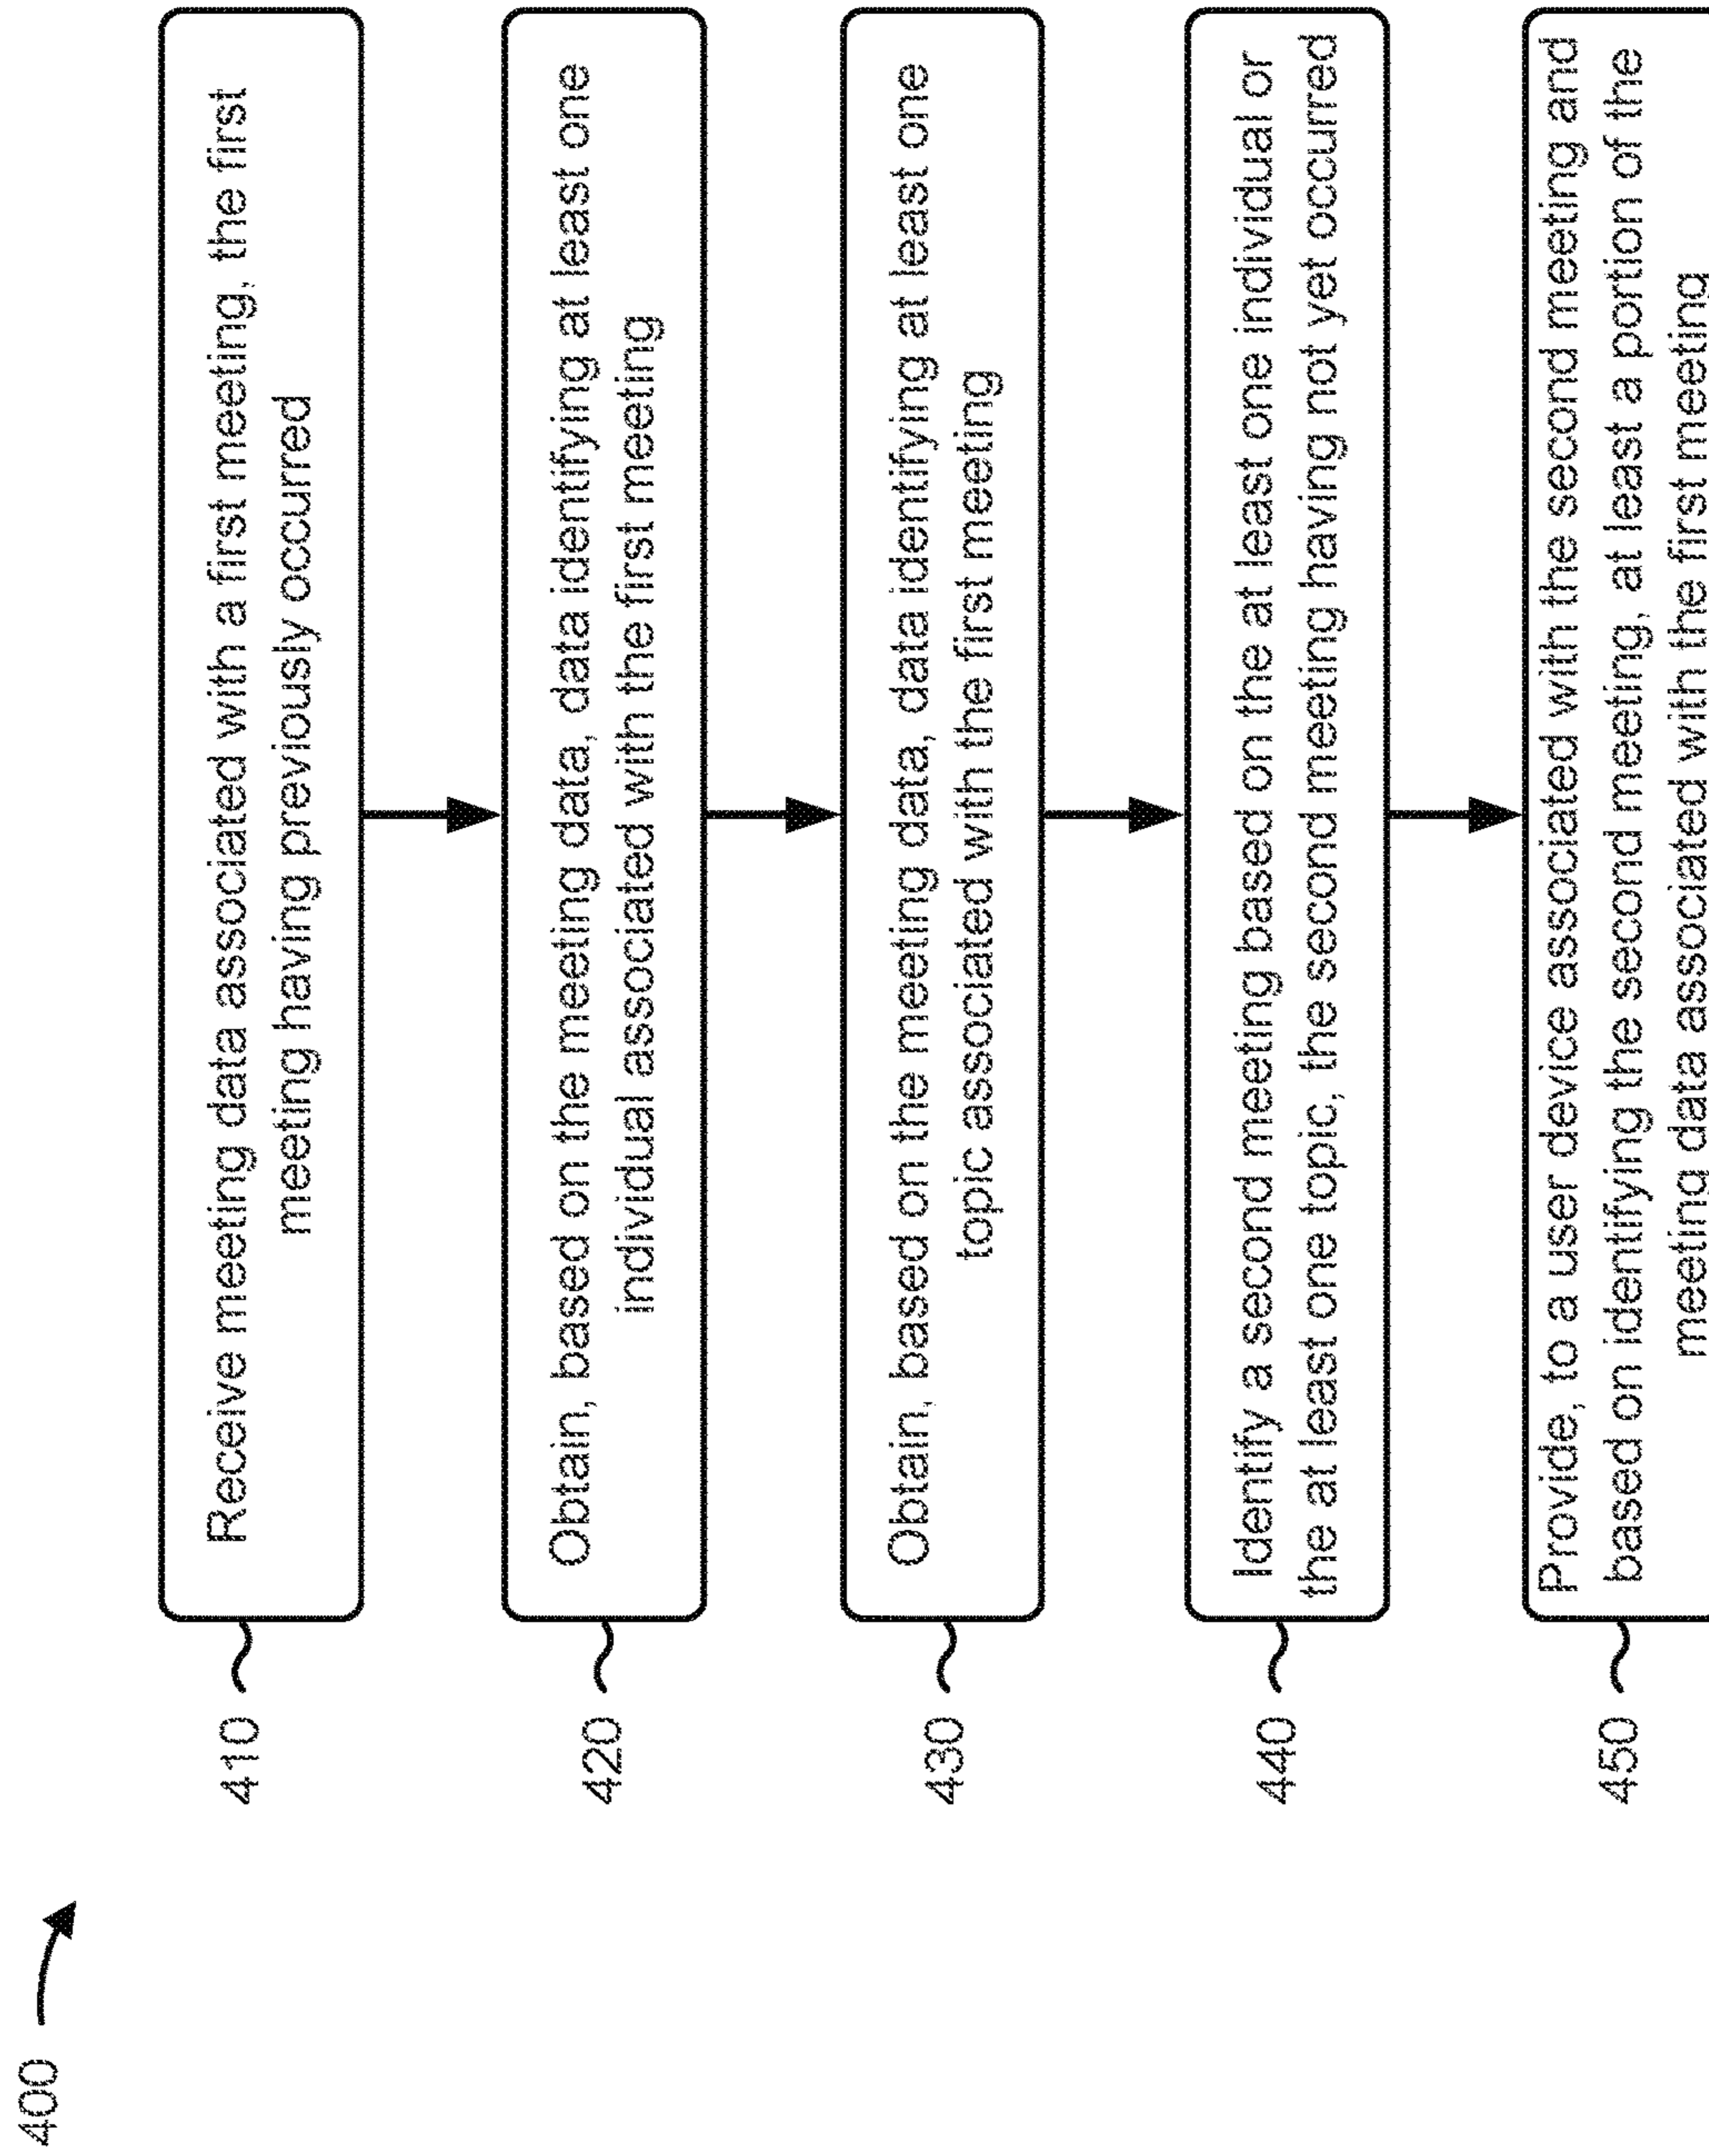 400
410
Receive meeting data associated with a first meeting, the first
meeting having previously occurred
420
Obtain, based on the meeting data, data identifying at least one
individual associated with the first meeting
430
Obtain, based on the meeting data, data identifying at least one
topic associated with the first meeting
440
Identify a second meeting based on the at least one individual or
the at least one topic, the second meeting having not yet occurred
450
Provide, to a user device associated with the second meeting and
based on identifying the second meeting, at least a portion of the
meeting data associated with the first meeting